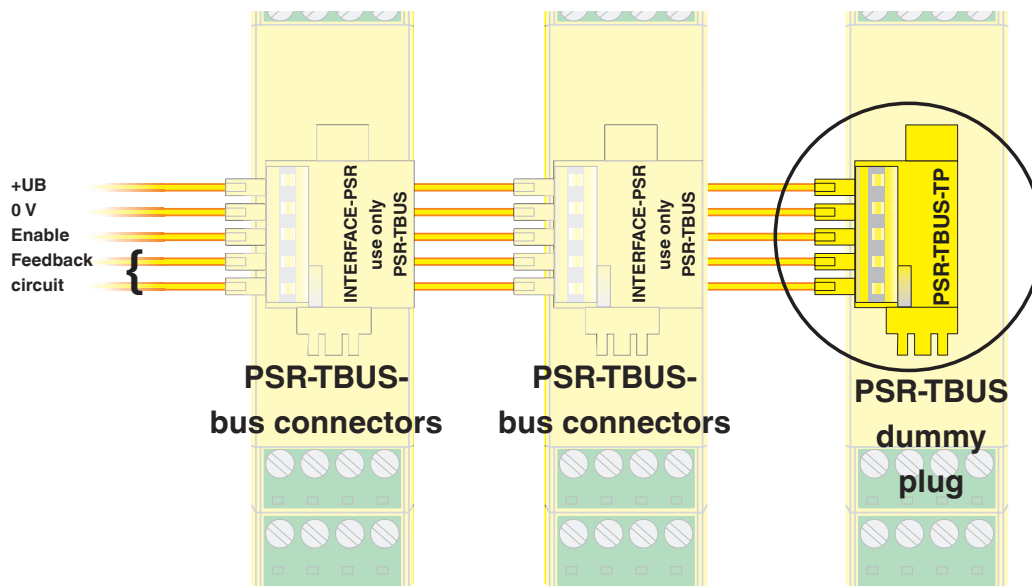 +UB
0 V
Enable
Feedback
circuit
{
INTERFACE-PSR
use only
PSR-TBUS
INTERFACE-PSR
use only
PSR-TBUS
PSR-TBUS-TP
PSR-TBUS-
bus connectors
PSR-TBUS-
bus connectors
PSR-TBUS
dummy
plug